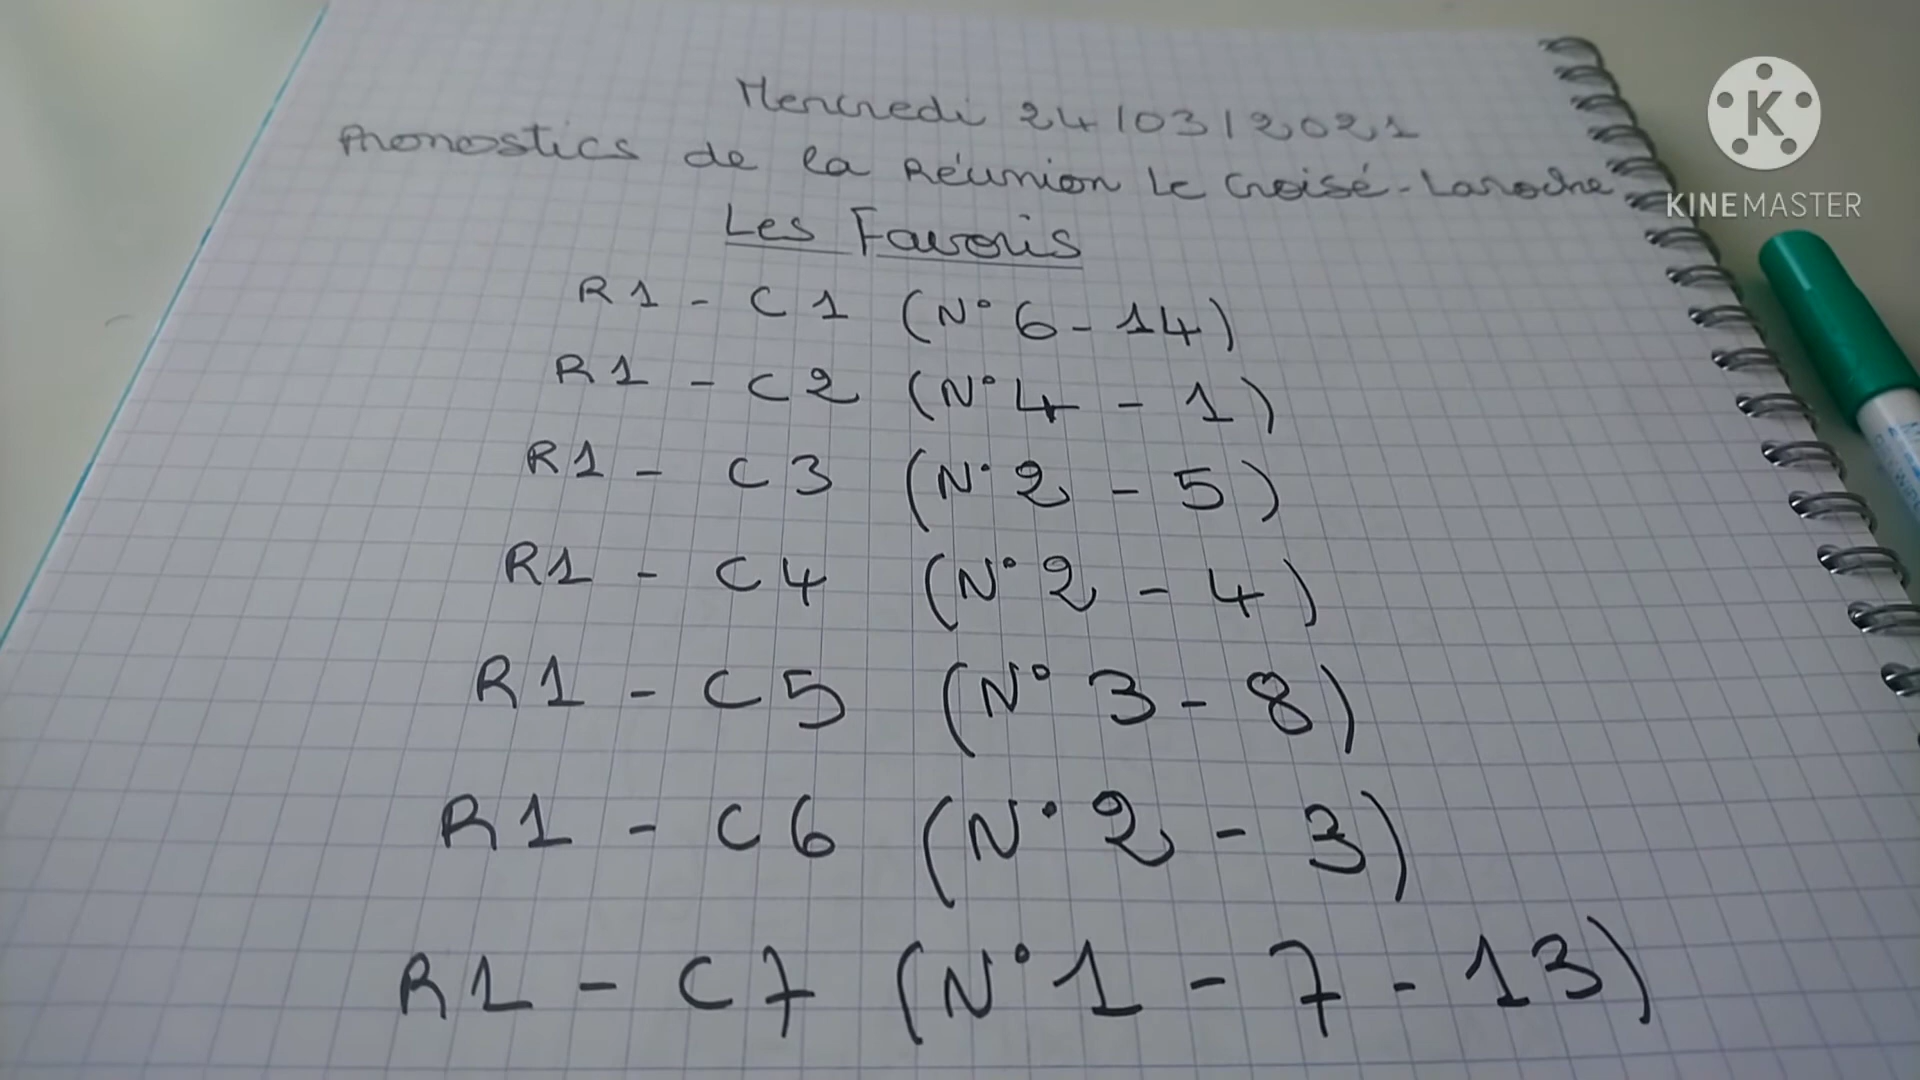 Mercredi 24/03/2021
Pronostics de la Réunion Le Croisé-Laroche
Les Favoris
R1 - C1 (N° 6 - 14)
R1 - C2 (N° 4 - 1)
R1 - C3 (N° 2 - 5)
R1 - C4 (N° 2 - 4)
R1 - C5 (N° 3 - 8)
R1 - C6 (N° 2 - 3)
R1 - C7 (N° 1 - 7 - 13)
K
KINEMASTER